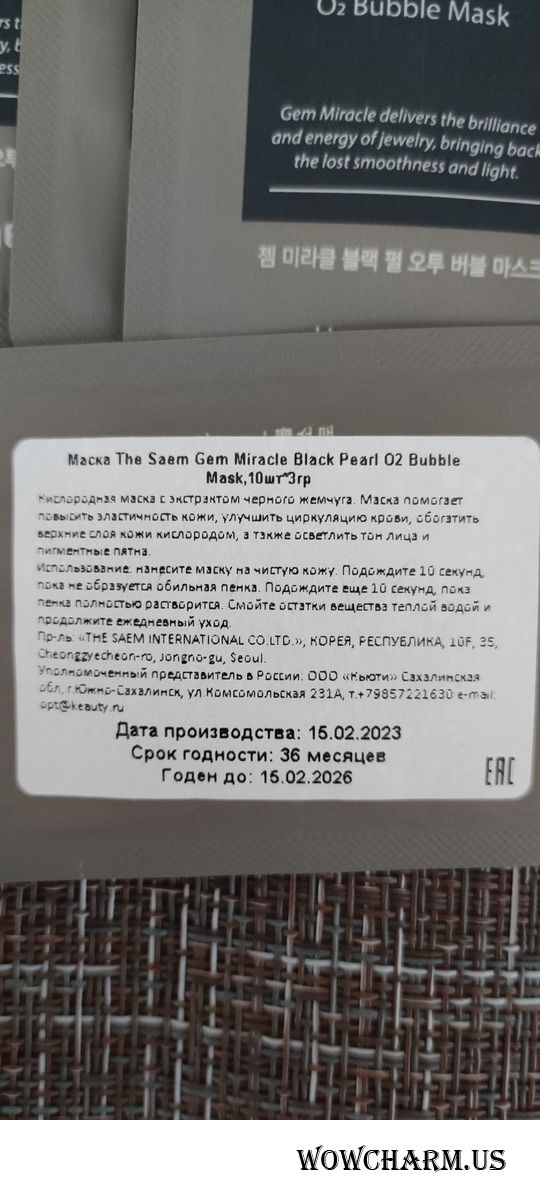 O2 Bubble Mask
Gem Miracle delivers the brilliance
and energy of jewelry, bringing back
the lost smoothness and light.
젬 미라클 블랙 펄 오투 버블 마스크
Маска The Saem Gem Miracle Black Pearl O2 Bubble
Mask,10шт*3гр
Кислородная маска с экстрактом черного жемчуга. Маска помогает
повысить эластичность кожи, улучшить циркуляцию крови, обогатить
верхние слоя кожи кислородом, а также осветлить тон лица и
пигментные пятна.
Использование: нанесите маску на чистую кожу. Подождите 10 секунд,
пока не образуется обильная пенка. Подождите еще 10 секунд, пока
пенка полностью растворится. Смойте остатки вещества теплой водой и
продолжите ежедневный уход.
Пр-ль: «THE SAEM INTERNATIONAL CO.LTD.», КОРЕЯ, РЕСПУБЛИКА, 10F, 35,
Cheonggyecheon-ro, Jongno-gu, Seoul.
Уполномоченный представитель в России: ООО «Кьюти» Сахалинская
обл, г.Южно-Сахалинск, ул.Комсомольская 231А, т.+79857221630 e-mail:
opt@keauty.ru
Дата производства: 15.02.2023
Срок годности: 36 месяцев
Годен до: 15.02.2026
EAC
WOWCHARM.US